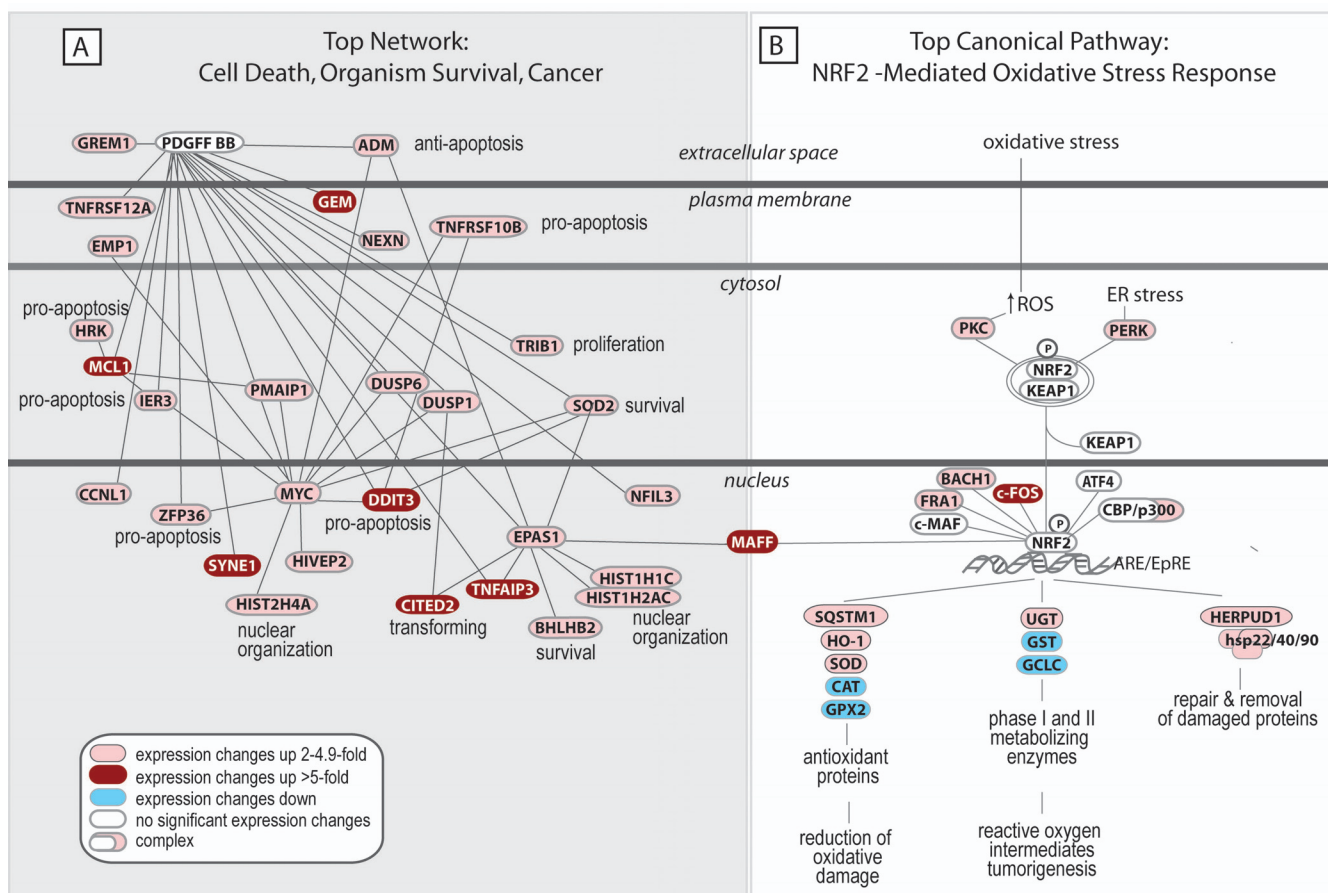 A
Top Network:
Cell Death, Organism Survival, Cancer
GREM1
PDGFF BB
ADM
anti-apoptosis
extracellular space
GEM
TNFRSF12A
plasma membrane
TNFRSF10B
pro-apoptosis
NEXN
EMP1
cytosol
pro-apoptosis
HRK
TRIB1
proliferation
MCL1
DUSP6
PMAIP1
pro-apoptosis
IER3
DUSP1
SOD2
survival
nucleus
CCNL1
MYC
DDIT3
NFIL3
ZFP36
pro-apoptosis
pro-apoptosis
EPAS1
MAFF
SYNE1
HIVEP2
HIST1H1C
TNFAIP3
HIST1H2AC
HIST2H4A
CITED2
nuclear
organization
transforming
BHLHB2
survival
nuclear
organization
expression changes up 2-4.9-fold
expression changes up >5-fold
expression changes down
no significant expression changes
complex
B
Top Canonical Pathway:
NRF2 -Mediated Oxidative Stress Response
oxidative stress
↑ROS
ER stress
PKC
PERK
P
NRF2
KEAP1
KEAP1
BACH1
ATF4
c-FOS
FRA1
CBP/p300
c-MAF
P
NRF2
ARE/EpRE
SQSTM1
HO-1
SOD
CAT
GPX2
antioxidant
proteins
reduction of
oxidative
damage
UGT
GST
GCLC
phase I and II
metabolizing
enzymes
reactive oxygen
intermediates
tumorigenesis
HERPUD1
hsp22/40/90
repair & removal
of damaged proteins